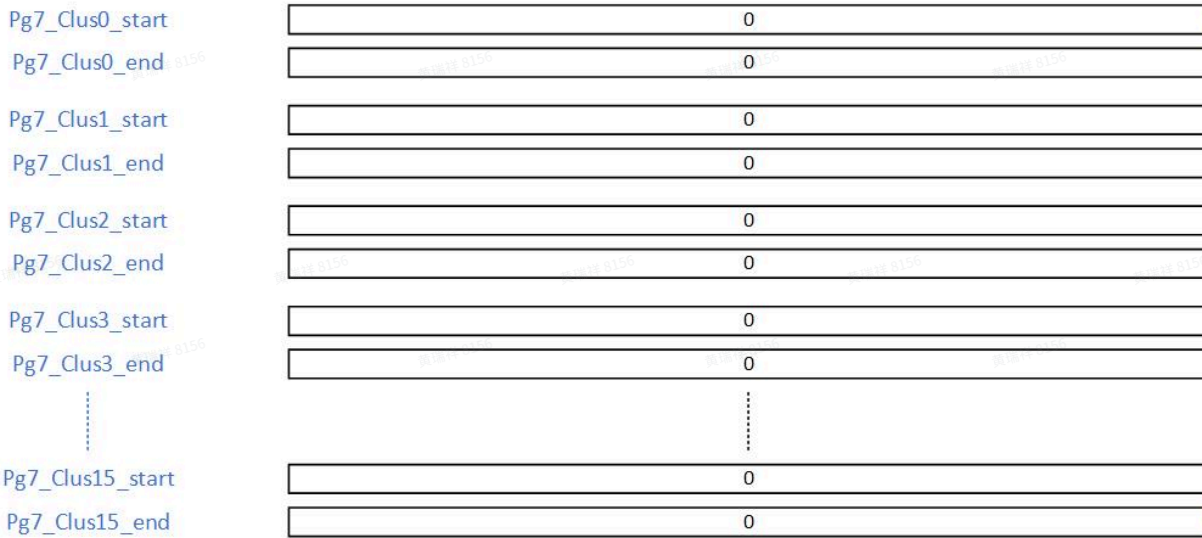 Pg7_Clus0_start 0
Pg7_Clus0_end 0
Pg7_Clus1_start 0
Pg7_Clus1_end 0
Pg7_Clus2_start 0
Pg7_Clus2_end 0
Pg7_Clus3_start 0
Pg7_Clus3_end 0
Pg7_Clus15_start 0
Pg7_Clus15_end 0